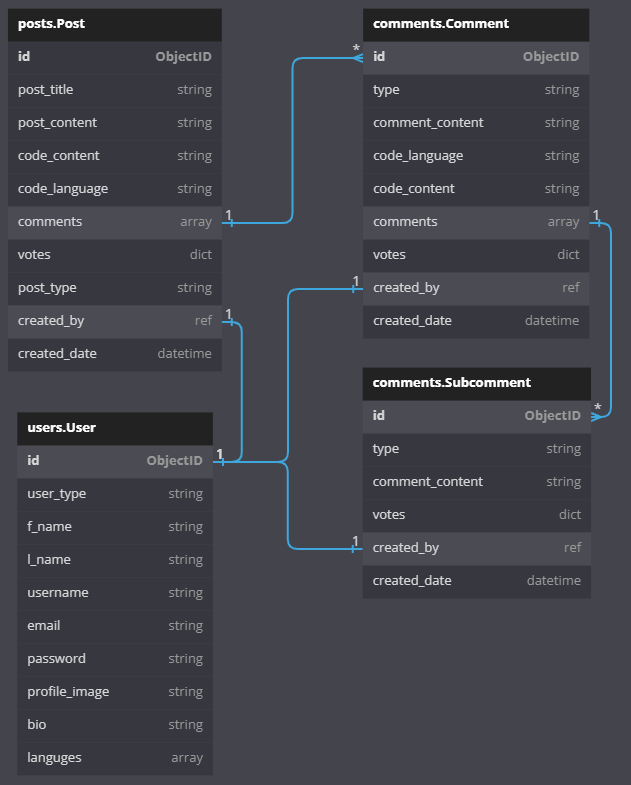 posts.Post
id ObjectID
post_title string
post_content string
code_content string
code_language string
comments array 1
votes dict
post_type string
created_by ref 1
created_date datetime
comments.Comment
* id ObjectID
type string
comment_content string
code_language string
code_content string
comments array 1
votes dict
1 created_by ref
created_date datetime
users.User
id ObjectID 1
user_type string
f_name string
l_name string
username string
email string
password string
profile_image string
bio string
languges array
comments.Subcomment
id ObjectID *
type string
comment_content string
votes dict
1 created_by ref
created_date datetime